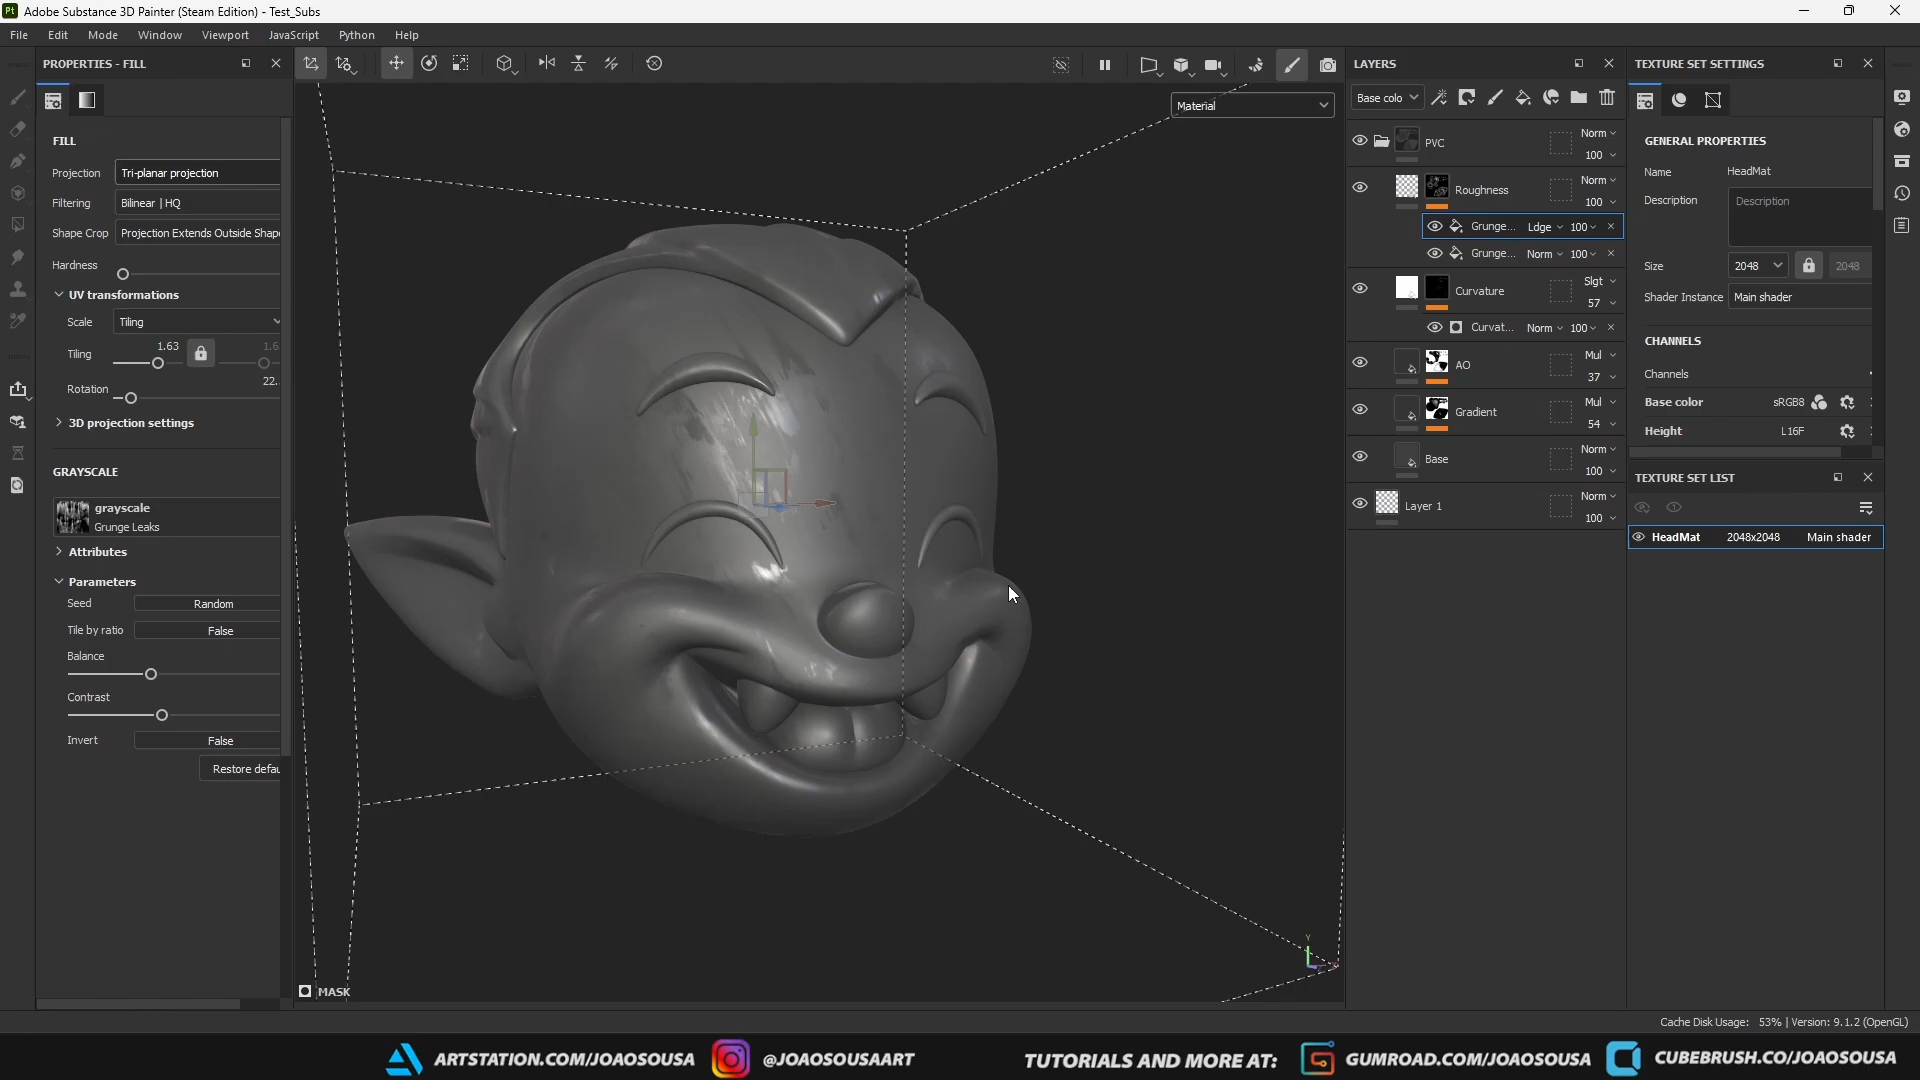 Pt Adobe Substance 3D Painter (Steam Edition) - Test_Subs
File Edit Mode Window Viewport JavaScript Python Help
PROPERTIES - FILL
FILL
Projection Tri-planar projection
Filtering Bilinear | HQ
Shape Crop Projection Extends Outside Shape
Hardness
UV transformations
Scale Tiling
Tiling 1.63 1.6
Rotation 22.
3D projection settings
GRAYSCALE
grayscale
Grunge Leaks
Attributes
Parameters
Seed Random
Tile by ratio False
Balance
Contrast
Invert False
Restore defau
Material
MASK
Y
LAYERS
Base colo
PVC Norm
100
Roughness Norm
100
Grunge... Ldge 100
Grunge... Norm 100
Curvature Slgt
57
Curvat... Norm 100
AO Mul
37
Gradient Mul
54
Base Norm
100
Layer 1 Norm
100
TEXTURE SET SETTINGS
GENERAL PROPERTIES
Name HeadMat
Description Description
Size 2048 2048
Shader Instance Main shader
CHANNELS
Channels
Base color sRGB8
Height L16F
TEXTURE SET LIST
HeadMat 2048x2048 Main shader
Cache Disk Usage: 53% | Version: 9.1.2 (OpenGL)
ARTSTATION.COM/JOAOSOUSA @JOAOSOUSAART TUTORIALS AND MORE AT: GUMROAD.COM/JOAOSOUSA CUBEBRUSH.CO/JOAOSOUSA